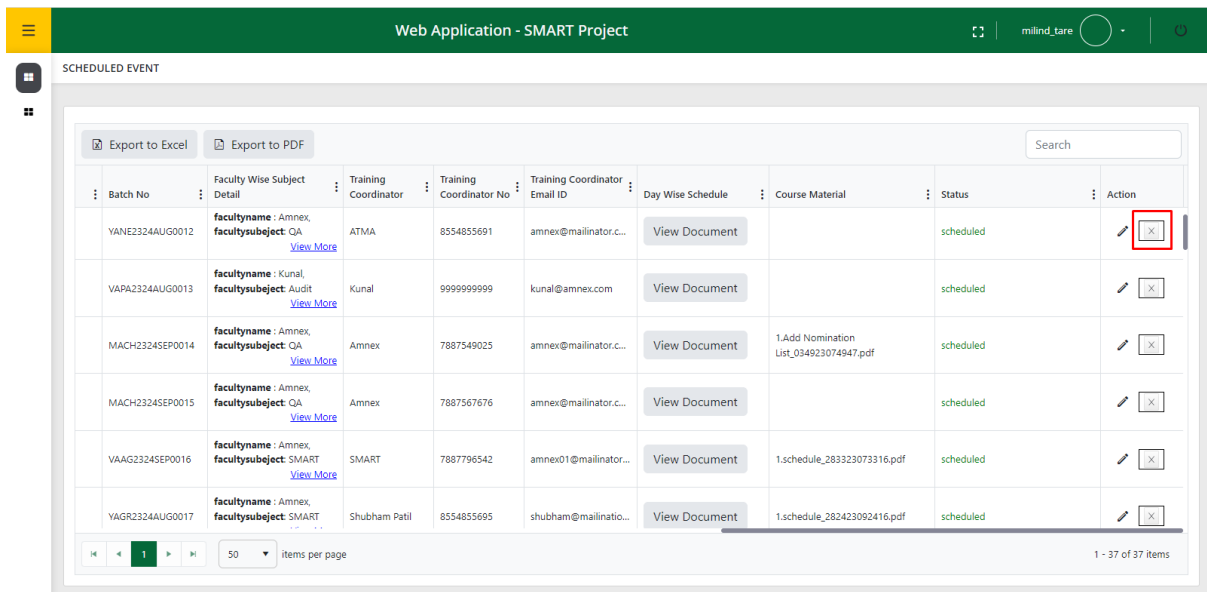 Web Application - SMART Project
milind_tare
SCHEDULED EVENT
Export to Excel
Export to PDF
Search
Batch No
Faculty Wise Subject
Detail
Training
Coordinator
Training
Coordinator No
Training Coordinator
Email ID
Day Wise Schedule
Course Material
Status
Action
YANE2324AUG0012
facultyname : Amnex,
facultysubeject: QA
View More
ATMA
8554855691
amnex@mailinator.c...
View Document
scheduled
VAPA2324AUG0013
facultyname : Kunal,
facultysubeject: Audit
View More
Kunal
9999999999
kunal@amnex.com
View Document
scheduled
MACH2324SEP0014
facultyname : Amnex,
facultysubeject: QA
View More
Amnex
7887549025
amnex@mailinator.c...
View Document
1.Add Nomination
List_034923074947.pdf
scheduled
MACH2324SEP0015
facultyname : Amnex,
facultysubeject: QA
View More
Amnex
7887567676
amnex@mailinator.c...
View Document
scheduled
VAAG2324SEP0016
facultyname : Amnex,
facultysubeject: SMART
View More
SMART
7887796542
amnex01@mailinator...
View Document
1.schedule_283323073316.pdf
scheduled
YAGR2324AUG0017
facultyname : Amnex,
facultysubeject: SMART
Shubham Patil
8554855695
shubham@mailinatio...
View Document
1.schedule_282423092416.pdf
scheduled
1
50
items per page
1 - 37 of 37 items